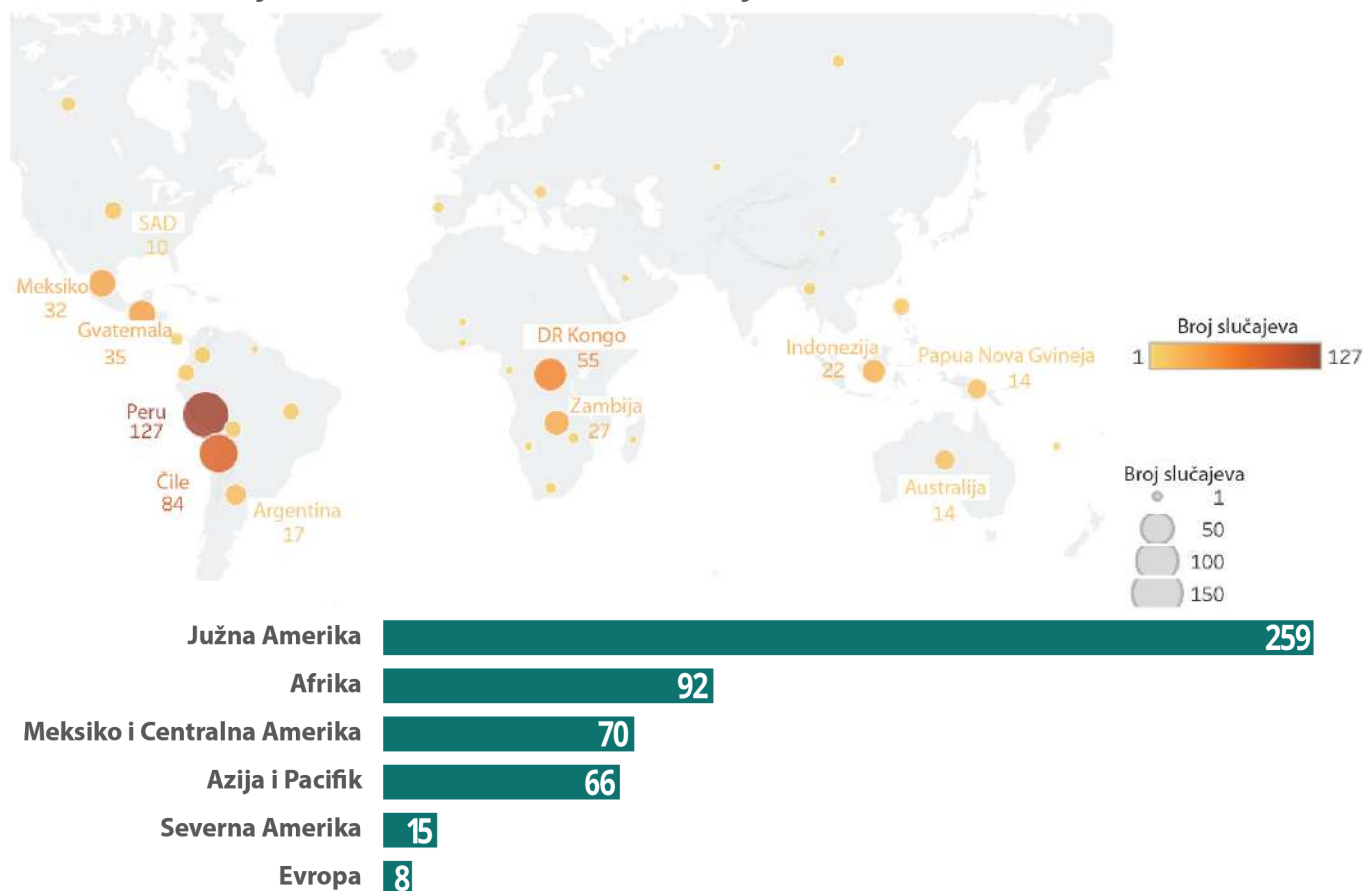 SAD
10
Meksiko
32
Gvatemala
35
DR Kongo
55
Indonezija
22
Papua Nova Gvineja
14
Zambija
27
Peru
127
Čile
84
Argentina
17
Australija
14
Broj slučajeva
1 127
Broj slučajeva
1
50
100
150
Južna Amerika 259
Afrika 92
Meksiko i Centralna Amerika 70
Azija i Pacifik 66
Severna Amerika 15
Evropa 8